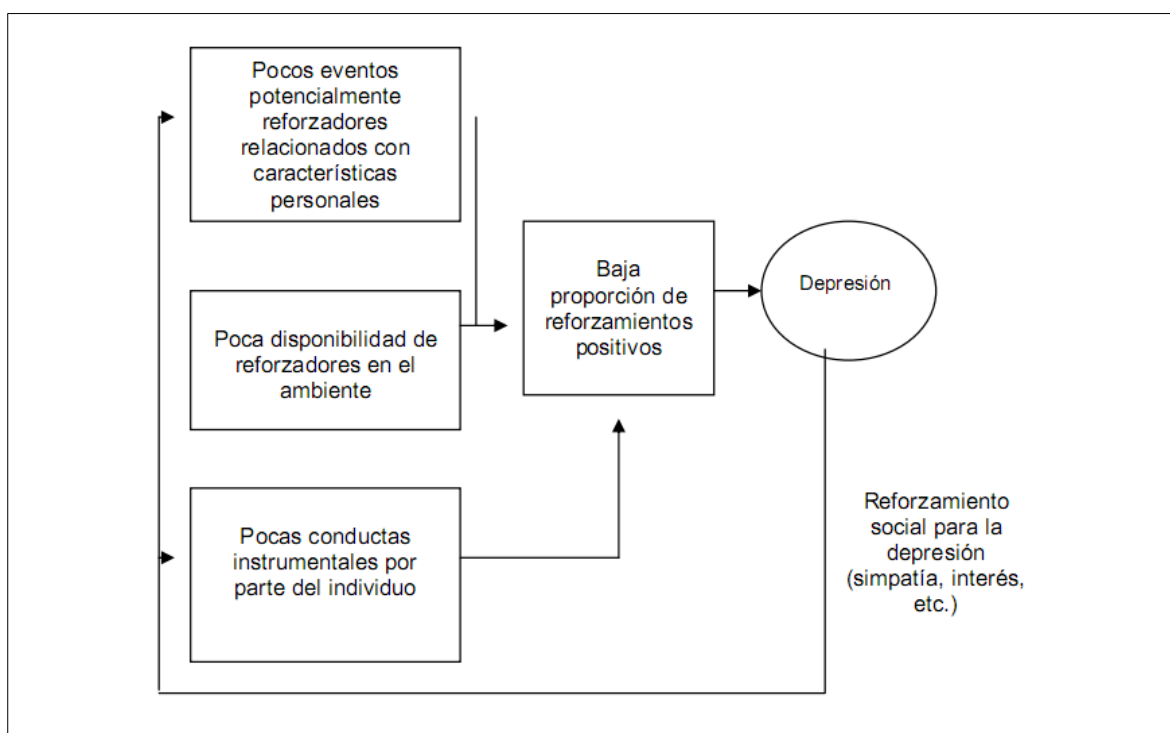 Pocos eventos
potencialmente
reforzadores
relacionados con
características
personales
Poca disponibilidad de
reforzadores en el
ambiente
Pocas conductas
instrumentales por
parte del individuo
Baja
proporción de
reforzamientos
positivos
Depresión
Reforzamiento
social para la
depresión
(simpatía, interés,
etc.)